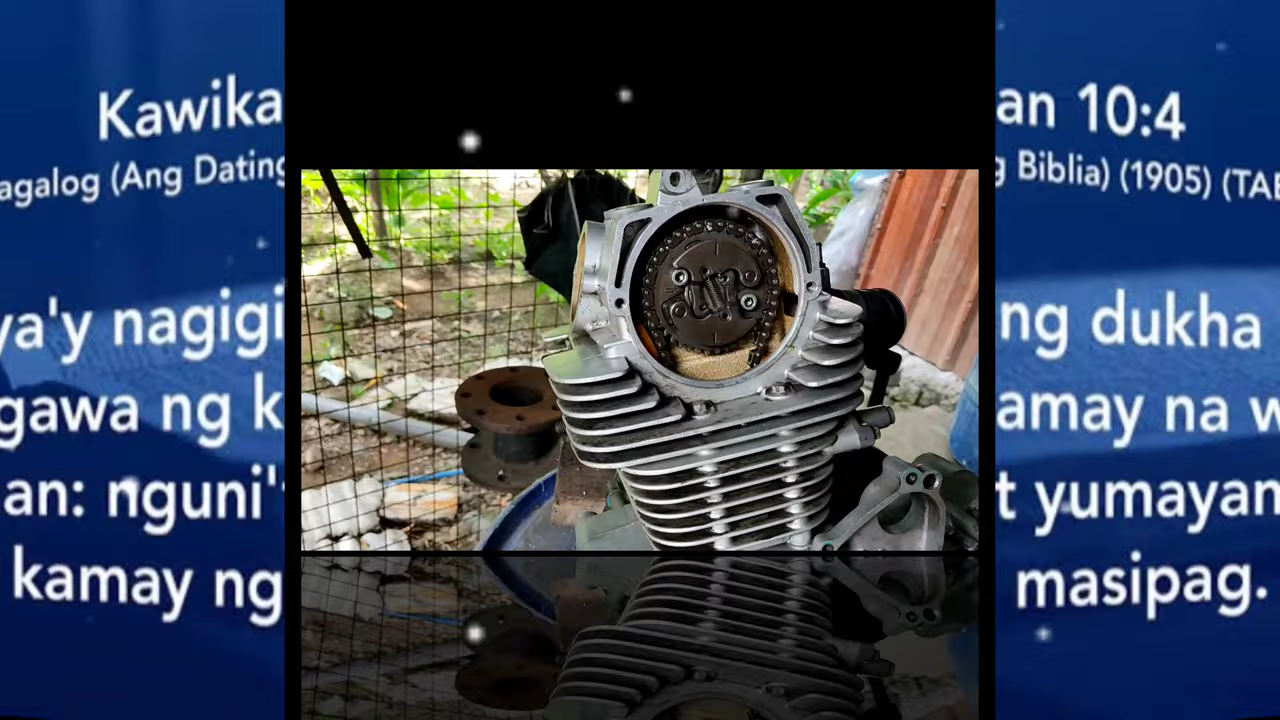 Kawika an 10:4
agalog (Ang Dating g Biblia) (1905) (TAB
ya'y nagigi ng dukha
gawa ng k amay na w
an: nguni' t yumayam
kamay ng masipag.